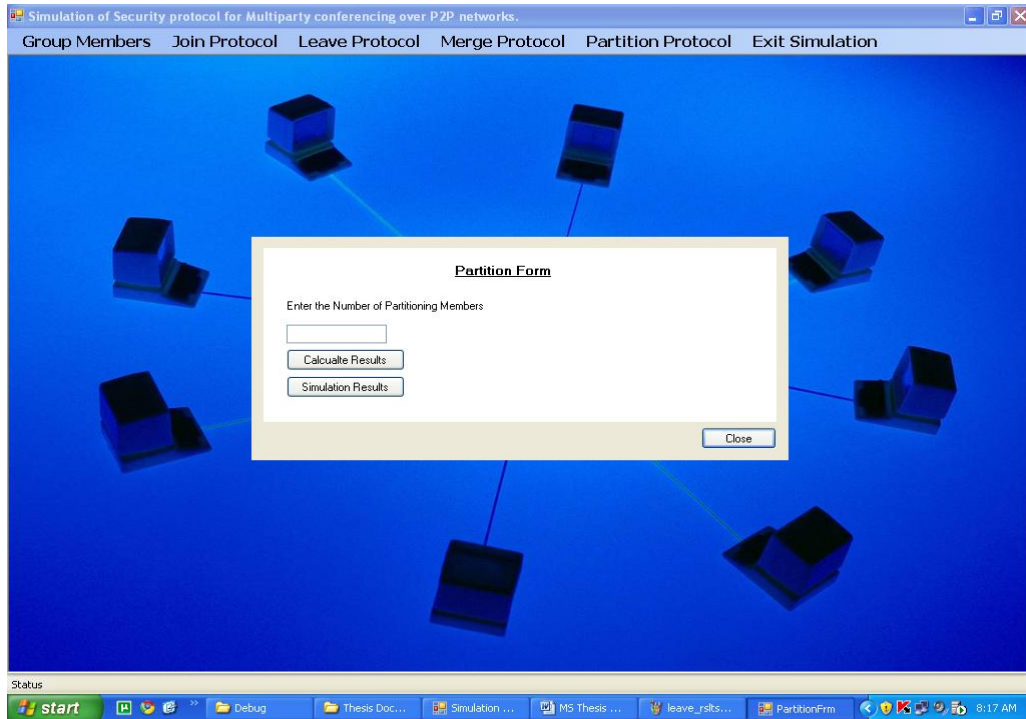 Simulation of Security protocol for Multiparty conferencing over P2P networks.
Group Members Join Protocol Leave Protocol Merge Protocol Partition Protocol Exit Simulation
Partition Form
Enter the Number of Partitioning Members
Calcualte Results
Simulation Results
Close
Status
start Debug Thesis Doc... Simulation ... MS Thesis ... leave_rslts... PartitionFrm 8:17 AM